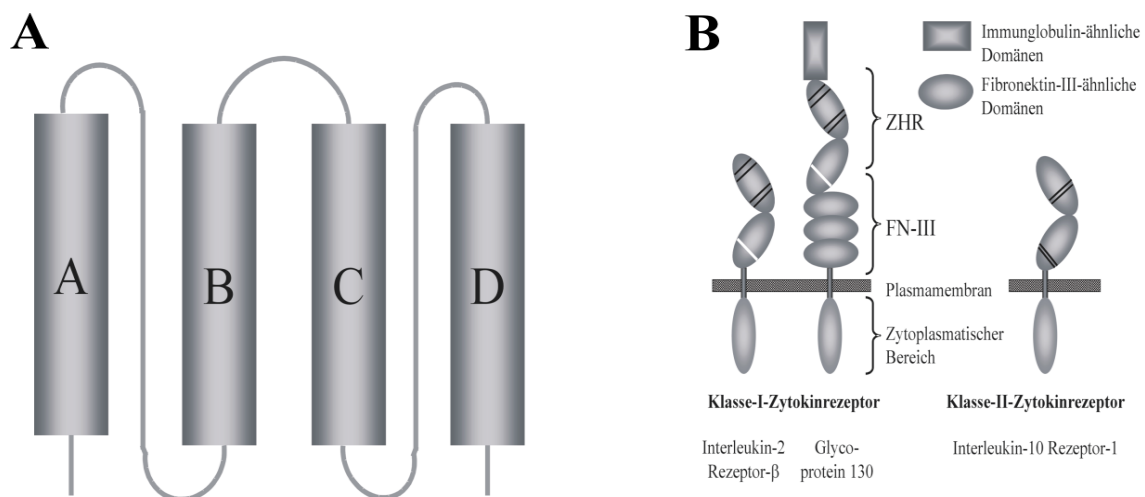 A
A
B
C
D
B
Immunglobulin-ähnliche
Domänen
Fibronektin-III-ähnliche
Domänen
ZHR
FN-III
Plasmamembran
Zytoplasmatischer
Bereich
Klasse-I-Zytokinrezeptor
Klasse-II-Zytokinrezeptor
Interleukin-2
Rezeptor-β
Glyco-
protein 130
Interleukin-10 Rezeptor-1